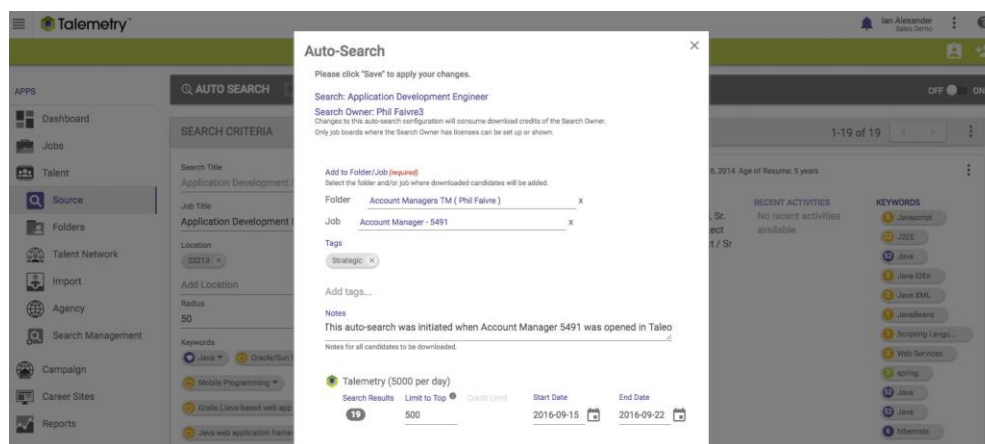 Talemetry
Ian Alexander
Sales Demo
APPS
Dashboard
Jobs
Talent
Source
Folders
Talent Network
Import
Agency
Search Management
Campaign
Career Sites
Reports
AUTO SEARCH
OFF
ON
SEARCH CRITERIA
1-19 of 19
Search Title
Application Development
Job Title
Application Development
Location
22213 ×
Add Location
Radius
50
Keywords
Java
Oracle/Sun
Mobile Programming
Grails (Java-based web app
Java web application frame
Auto-Search
×
Please click "Save" to apply your changes.
Search: Application Development Engineer
Search Owner: Phil Faivre3
Changes to this auto-search configuration will consume download credits of the Search Owner.
Only job boards where the Search Owner has licenses can be set up or shown.
Add to Folder/Job (required)
Select the folder and/or job where downloaded candidates will be added.
Folder Account Managers TM ( Phil Faivre ) x
Job Account Manager - 5491 x
Tags
Strategic ×
Add tags...
Notes
This auto-search was initiated when Account Manager 5491 was opened in Taleo
Notes for all candidates to be downloaded.
Talemetry (5000 per day)
Search Results Limit to Top Credit Limit Start Date End Date
19 500 2016-09-15 2016-09-22
6, 2014 Age of Resume: 5 years
RECENT ACTIVITIES
No recent activities
available
, Sr.
ect
t / Sr
KEYWORDS
Javascript
J2EE
Java
Java IDEs
Java XML
JavaBeans
Scripting Langu...
Web Services
spring
Java
Java
hibernate